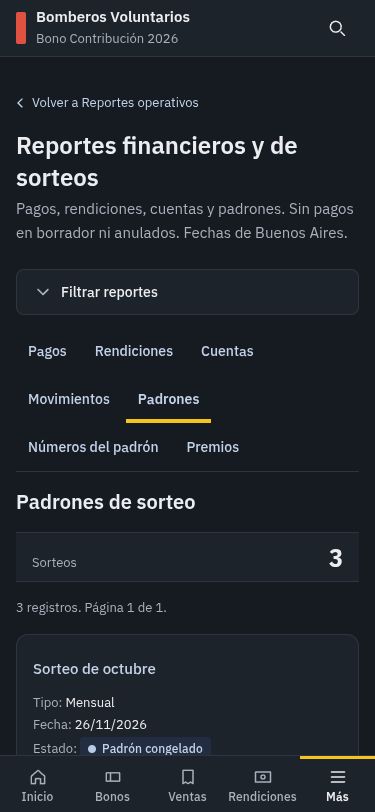 Bomberos Voluntarios
Bono Contribución 2026
Volver a Reportes operativos
Reportes financieros y de
sorteos
Pagos, rendiciones, cuentas y padrones. Sin pagos
en borrador ni anulados. Fechas de Buenos Aires.
Filtrar reportes
Pagos Rendiciones Cuentas
Movimientos Padrones
Números del padrón Premios
Padrones de sorteo
Sorteos 3
3 registros. Página 1 de 1.
Sorteo de octubre
Tipo: Mensual
Fecha: 26/11/2026
Estado: Padrón congelado
Inicio Bonos Ventas Rendiciones Más